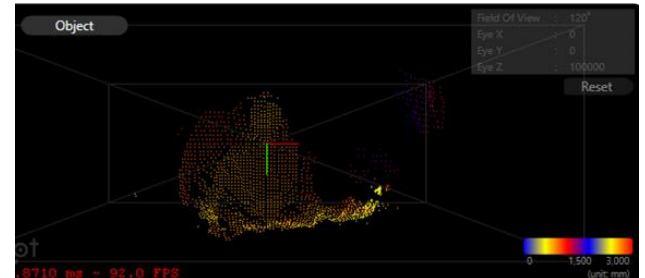 Object
Field Of View : 120°
Eye X : 0
Eye Y : 0
Eye Z : 100000
Reset
0 1,500 3,000
(unit: mm)
.8710 ms ~ 92.0 FPS